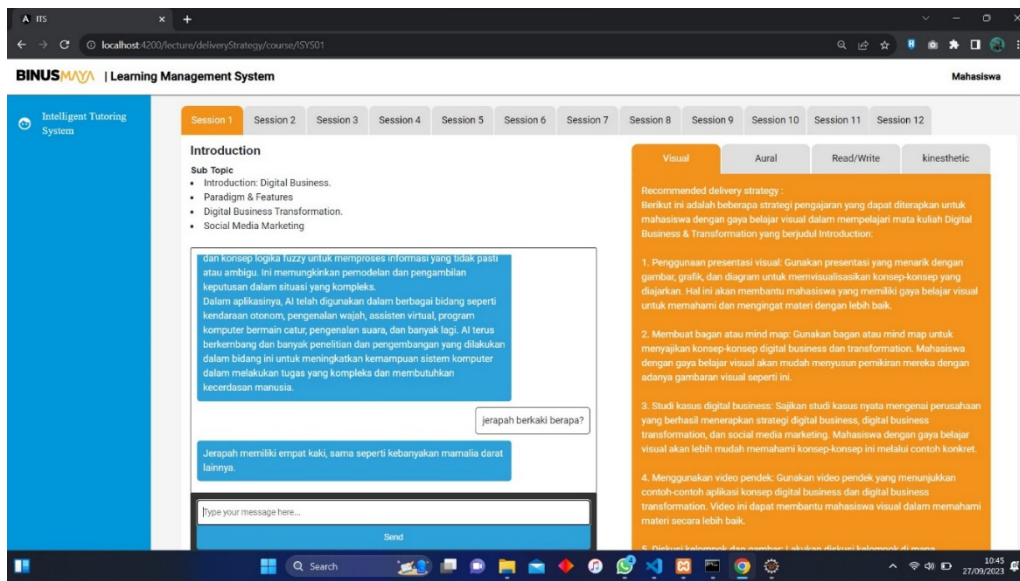 ITS
localhost:4200/lecture/deliveryStrategy/course/ISYS01
BINUSMAYA | Learning Management System
Mahasiswa
Intelligent Tutoring
System
Session 1 Session 2 Session 3 Session 4 Session 5 Session 6 Session 7 Session 8 Session 9 Session 10 Session 11 Session 12
Introduction
Sub Topic
• Introduction: Digital Business.
• Paradigm & Features
• Digital Business Transformation.
• Social Media Marketing
dan konsep logika fuzzy untuk memproses informasi yang tidak pasti
atau ambigu. Ini memungkinkan pemodelan dan pengambilan
keputusan dalam situasi yang kompleks.
Dalam aplikasinya, AI telah digunakan dalam berbagai bidang seperti
kendaraan otonom, pengenalan wajah, assisten virtual, program
komputer bermain catur, pengenalan suara, dan banyak lagi. AI terus
berkembang dan banyak penelitian dan pengembangan yang dilakukan
dalam bidang ini untuk meningkatkan kemampuan sistem komputer
dalam melakukan tugas yang kompleks dan membutuhkan
kecerdasan manusia.
jerapah berkaki berapa?
Jerapah memiliki empat kaki, sama seperti kebanyakan mamalia darat
lainnya.
Type your message here...
Send
Visual Aural Read/Write kinesthetic
Recommended delivery strategy :
Berikut ini adalah beberapa strategi pengajaran yang dapat diterapkan untuk
mahasiswa dengan gaya belajar visual dalam mempelajari mata kuliah Digital
Business & Transformation yang berjudul Introduction:
1. Penggunaan presentasi visual: Gunakan presentasi yang menarik dengan
gambar, grafik, dan diagram untuk memvisualisasikan konsep-konsep yang
diajarkan. Hal ini akan membantu mahasiswa yang memiliki gaya belajar visual
untuk memahami dan mengingat materi dengan lebih baik.
2. Membuat bagan atau mind map: Gunakan bagan atau mind map untuk
menyajikan konsep-konsep digital business dan transformation. Mahasiswa
dengan gaya belajar visual akan mudah menyusun pemikiran mereka dengan
adanya gambaran visual seperti ini.
3. Studi kasus digital business: Sajikan studi kasus nyata mengenai perusahaan
yang berhasil menerapkan strategi digital business, digital business
transformation, dan social media marketing. Mahasiswa dengan gaya belajar
visual akan lebih mudah memahami konsep-konsep ini melalui contoh konkret.
4. Menggunakan video pendek: Gunakan video pendek yang menunjukkan
contoh-contoh aplikasi konsep digital business dan digital business
transformation. Video ini dapat membantu mahasiswa visual dalam memahami
materi secara lebih baik.
5. Diskusi kelompok dan gambar: Lakukan diskusi kelompok di mana
Search
10:45
27/09/2023